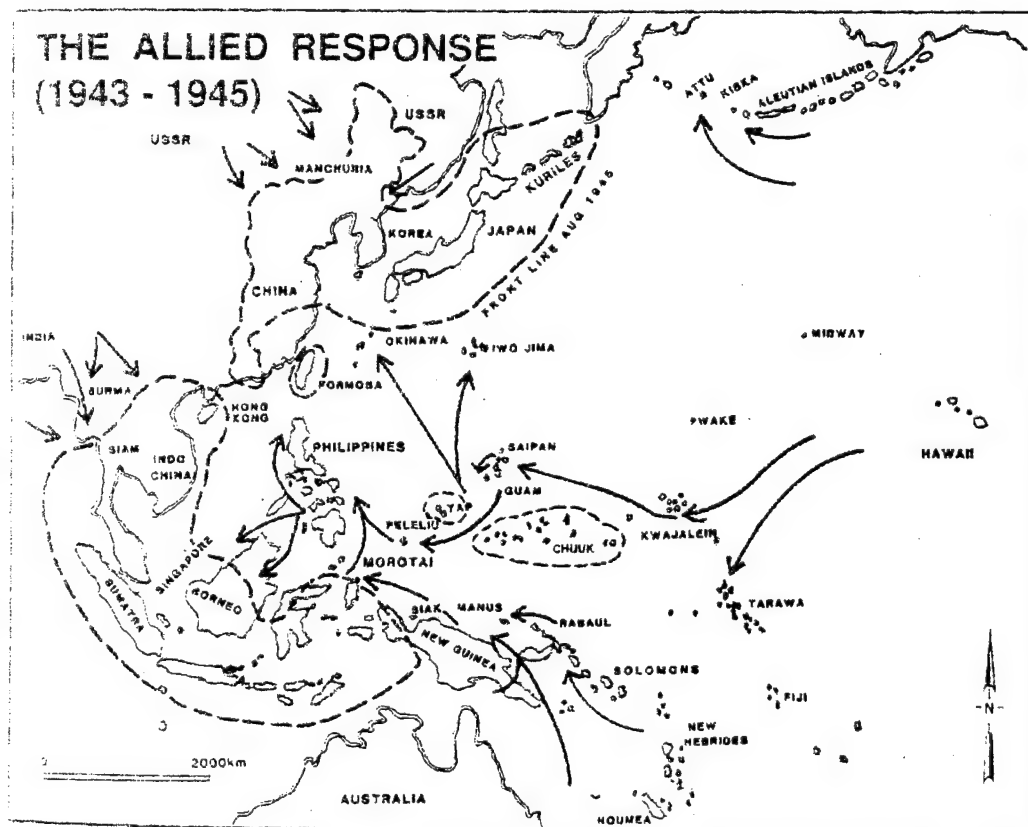 THE ALLIED RESPONSE
(1943 - 1945)
USSR
USSR
MANCHURIA
ATTU
KISKA
ALEUTIAN ISLANDS
KURILES
KOREA
JAPAN
FRONT LINE AUG 1945
CHINA
INDIA
OKINAWA
IWO JIMA
MIDWAY
BURMA
FORMOSA
HONG
KONG
WAKE
HAWAII
SIAM
INDO
CHINA
PHILIPPINES
SAIPAN
GUAM
YAP
PELELIU
CHUUK
KWAJALEIN
MOROTAI
SINGAPORE
SUMATRA
BORNEO
BIAK
MANUS
RABAUL
TARAWA
NEW GUINEA
SOLOMONS
FIJI
N
NEW
HEBRIDES
0
2000km
AUSTRALIA
NOUMEA